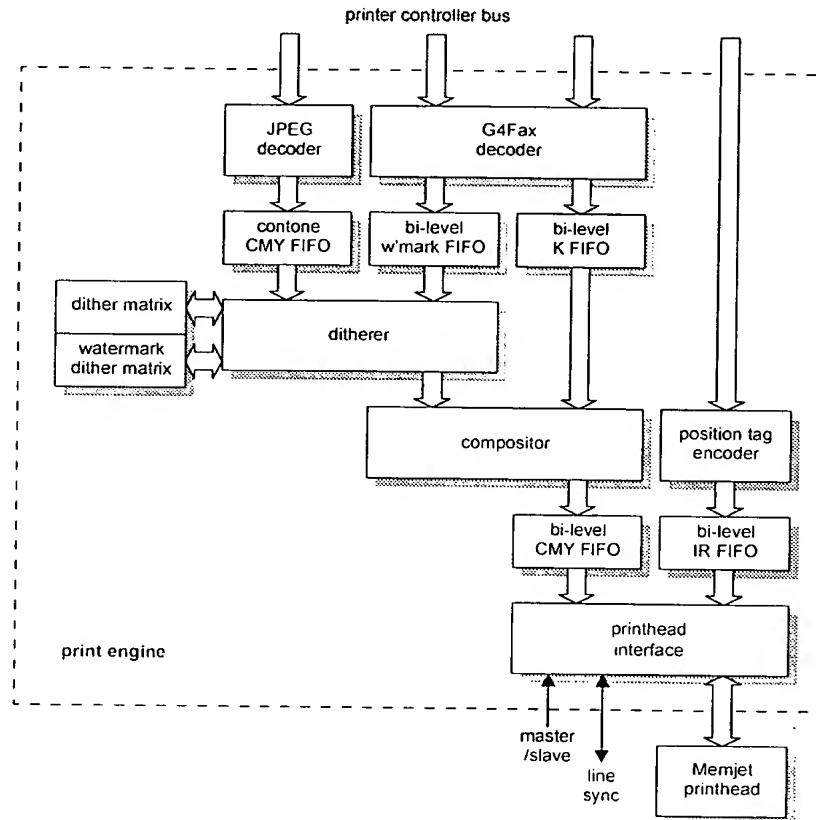 printer controller bus
JPEG
decoder
G4Fax
decoder
contone
CMY FIFO
bi-level
w'mark FIFO
bi-level
K FIFO
dither matrix
watermark
dither matrix
ditherer
compositor
position tag
encoder
bi-level
CMY FIFO
bi-level
IR FIFO
printhead
interface
print engine
master
/slave
line
sync
Memjet
printhead